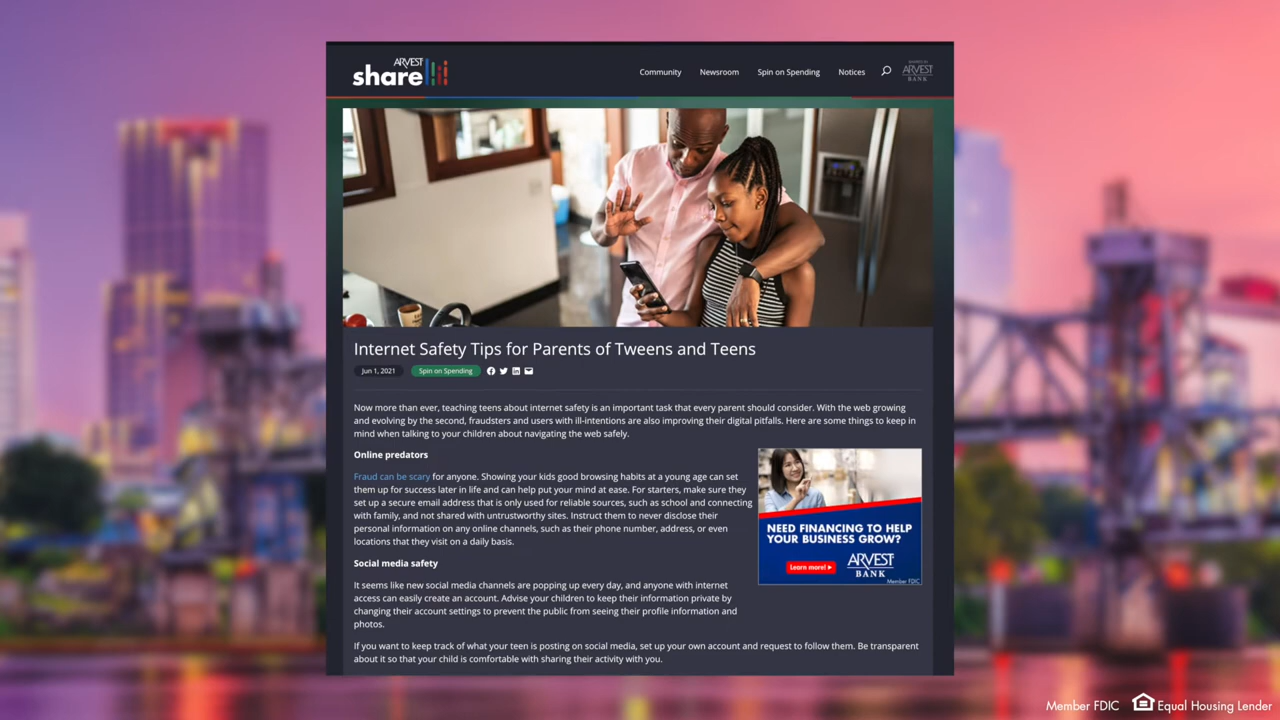 ARVEST
share
Community
Newsroom
Spin on Spending
Notices
ARVEST
BANK
Internet Safety Tips for Parents of Tweens and Teens
Jun 1, 2021
Spin on Spending
Now more than ever, teaching teens about internet safety is an important task that every parent should consider. With the web growing
and evolving by the second, fraudsters and users with ill-intentions are also improving their digital pitfalls. Here are some things to keep in
mind when talking to your children about navigating the web safely.
Online predators
Fraud can be scary for anyone. Showing your kids good browsing habits at a young age can set
them up for success later in life and can help put your mind at ease. For starters, make sure they
set up a secure email address that is only used for reliable sources, such as school and connecting
with family, and not shared with untrustworthy sites. Instruct them to never disclose their
personal information on any online channels, such as their phone number, address, or even
locations that they visit on a daily basis.
NEED FINANCING TO HELP
YOUR BUSINESS GROW?
Learn more!
ARVEST
BANK
Member FDIC
Social media safety
It seems like new social media channels are popping up every day, and anyone with internet
access can easily create an account. Advise your children to keep their information private by
changing their account settings to prevent the public from seeing their profile information and
photos.
If you want to keep track of what your teen is posting on social media, set up your own account and request to follow them. Be transparent
about it so that your child is comfortable with sharing their activity with you.
Member FDIC
Equal Housing Lender